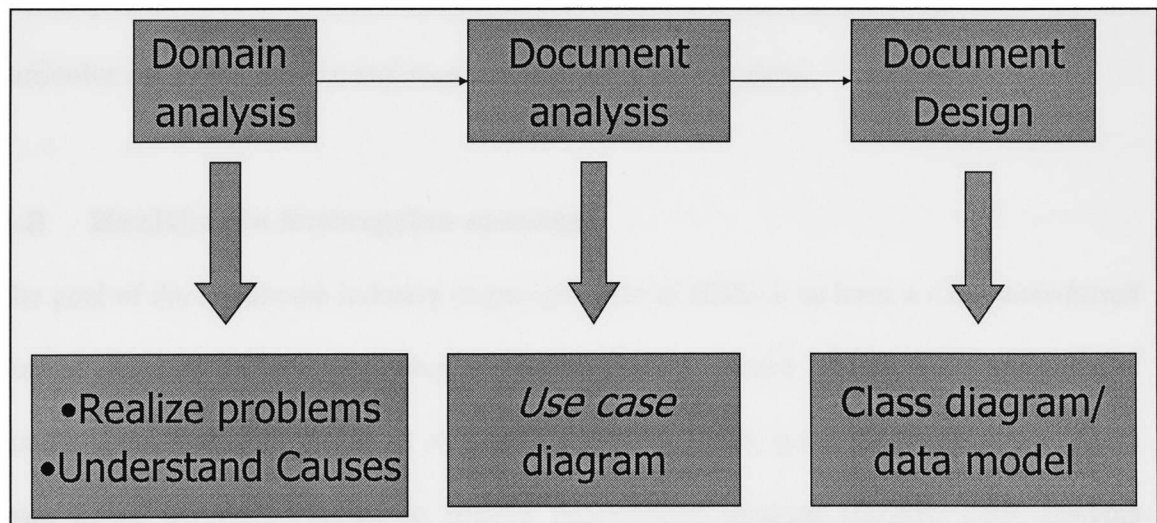 Domain
analysis
Document
analysis
Document
Design
•Realize problems
•Understand Causes
Use case
diagram
Class diagram/
data model